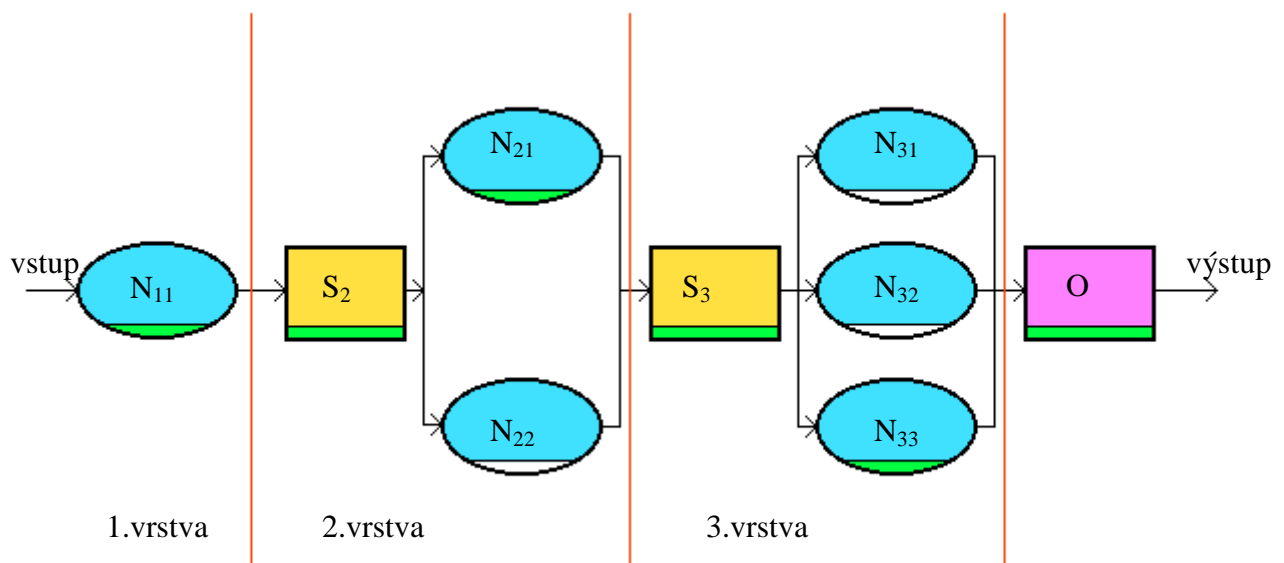 N₂₁
N₃₁
vstup
N₁₁
S₂
S₃
N₃₂
O
výstup
N₂₂
N₃₃
1.vrstva
2.vrstva
3.vrstva